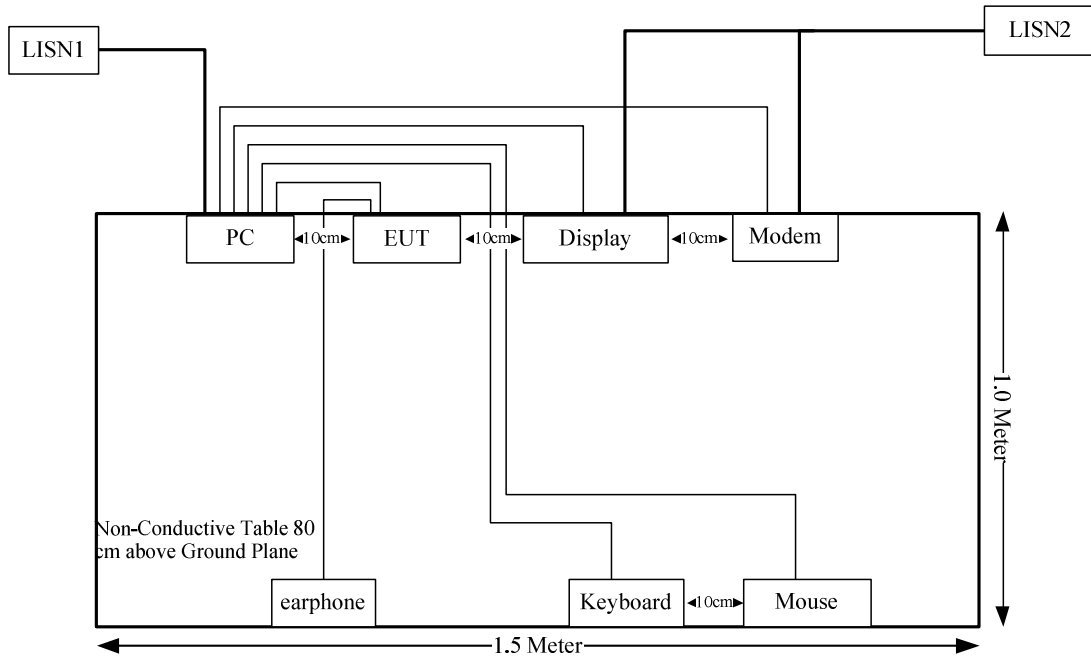 LISN1
LISN2
PC
10cm
EUT
10cm
Display
10cm
Modem
1.0 Meter
Non-Conductive Table 80
cm above Ground Plane
earphone
Keyboard
10cm
Mouse
1.5 Meter